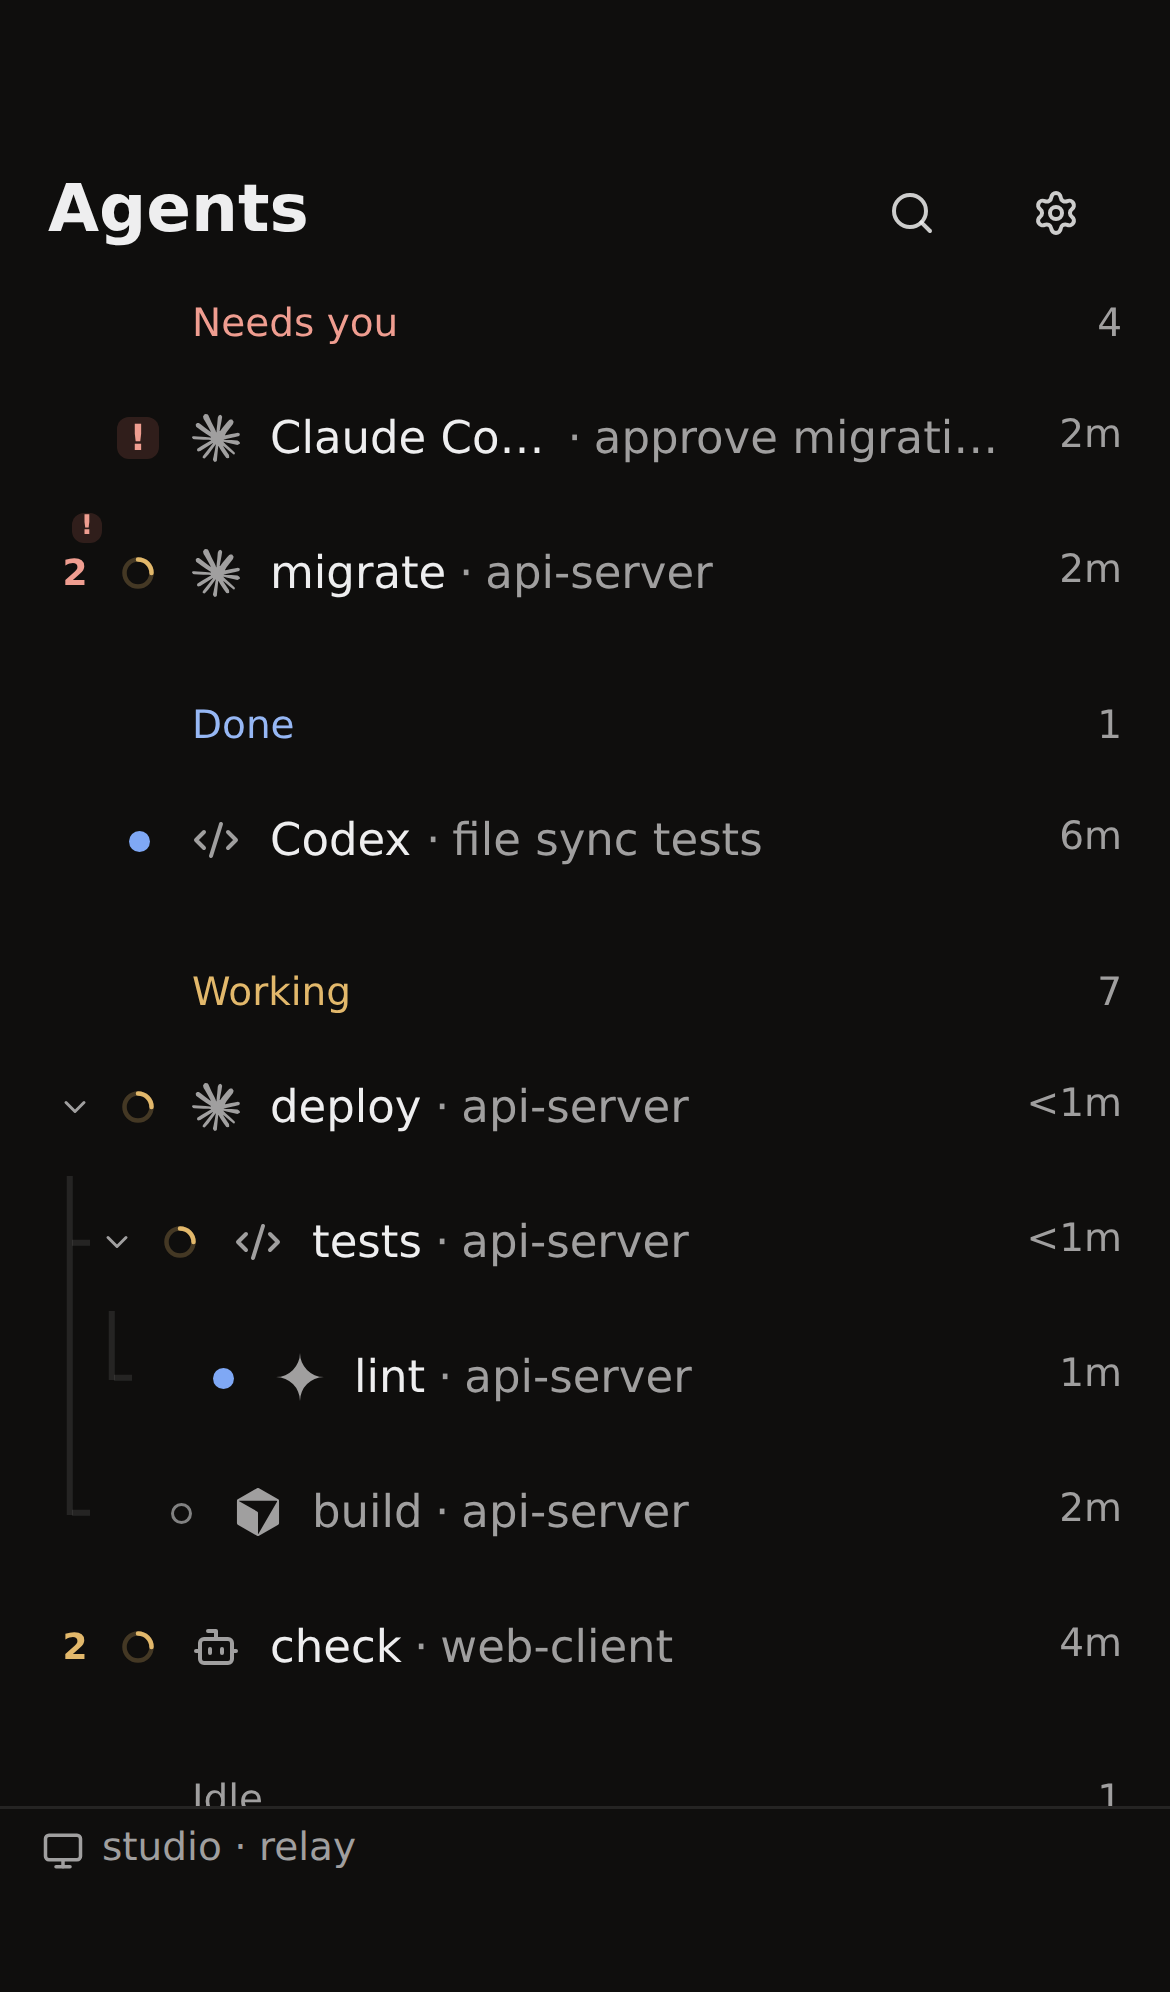 Agents
Needs you 4
! Claude Co... · approve migrati... 2m
!
2 migrate · api-server 2m
Done 1
Codex · file sync tests 6m
Working 7
deploy · api-server <1m
tests · api-server <1m
lint · api-server 1m
build · api-server 2m
2 check · web-client 4m
Idle 1
studio · relay